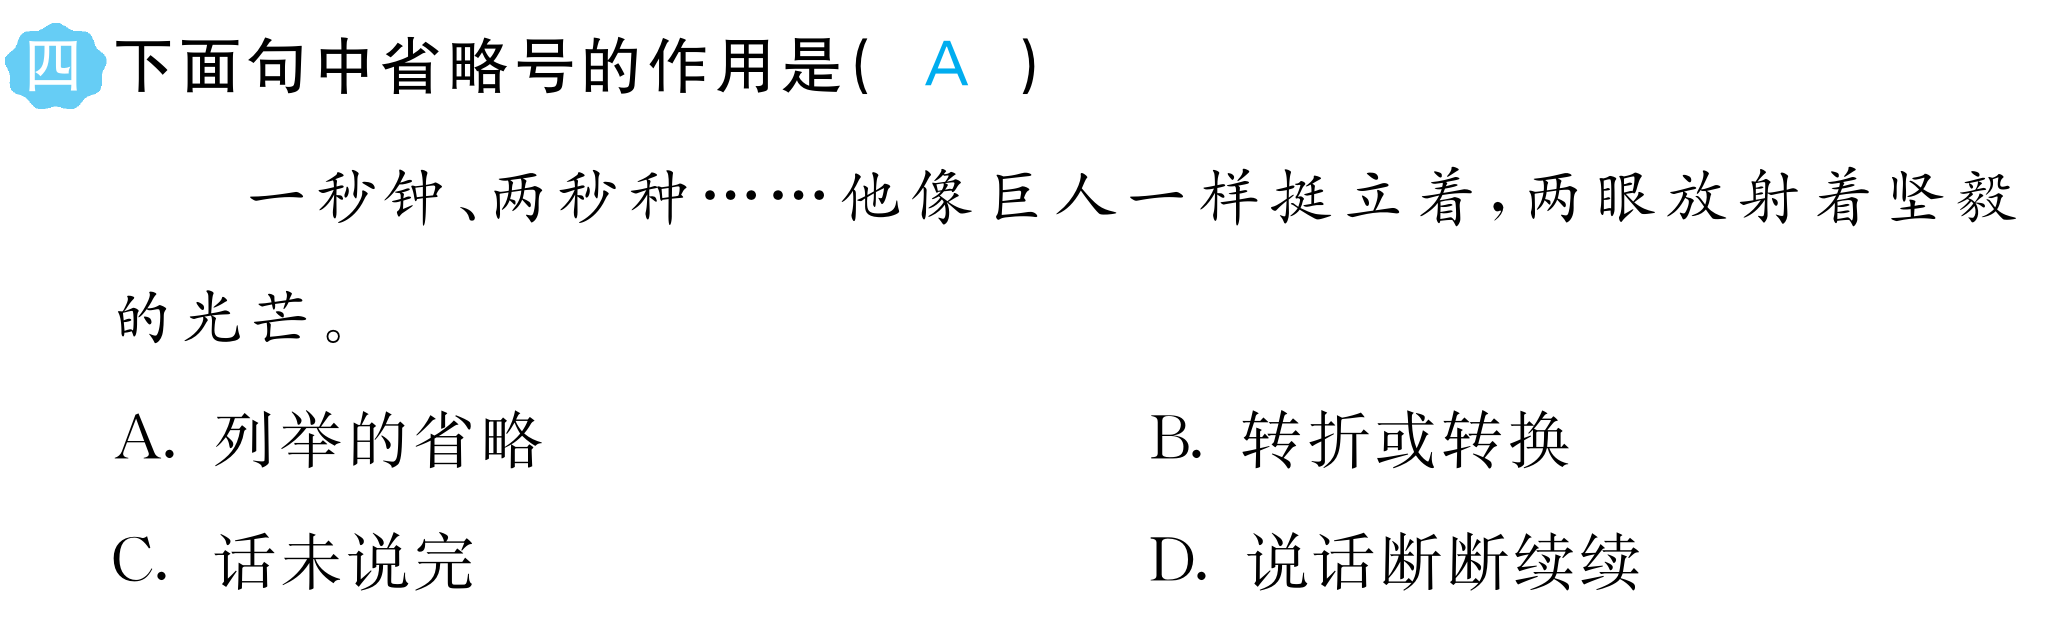 四 下面句中省略号的作用是( A )
一秒钟、两秒种……他像巨人一样挺立着,两眼放射着坚毅
的光芒。
A. 列举的省略 B. 转折或转换
C. 话未说完 D. 说话断断续续